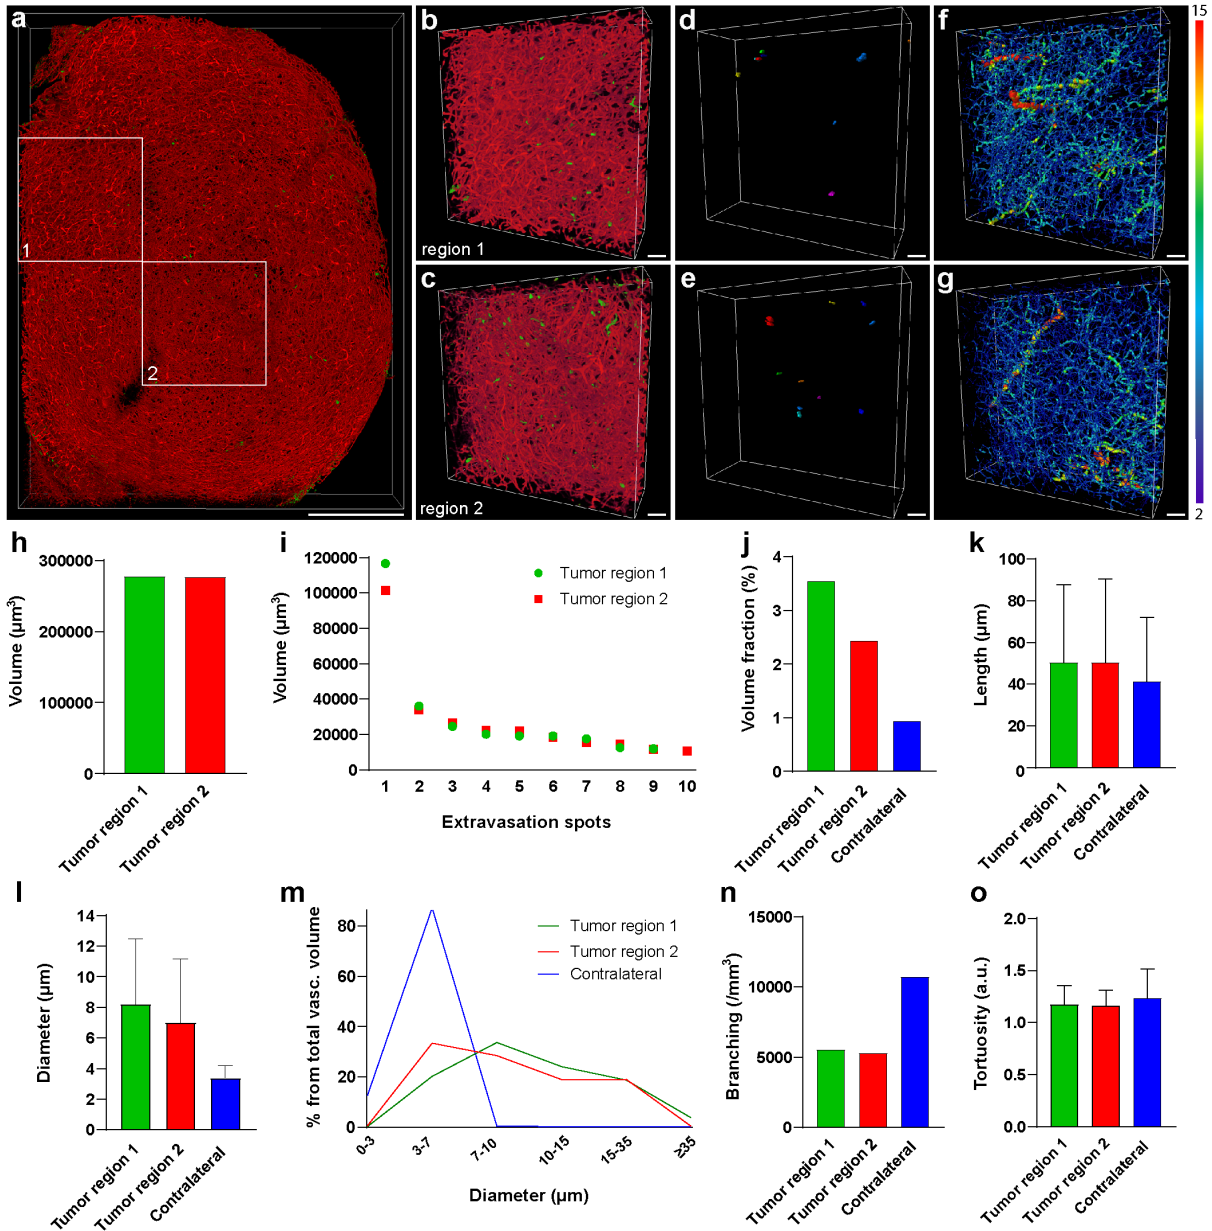 a
1
2
b
region 1
c
region 2
d
e
f
g
15
2
h
Volume (µm³)
300000
200000
100000
0
Tumor region 1
Tumor region 2
i
Volume (µm³)
120000
100000
80000
60000
40000
20000
0
Tumor region 1
Tumor region 2
1 2 3 4 5 6 7 8 9 10
Extravasation spots
j
Volume fraction (%)
4
3
2
1
0
Tumor region 1
Tumor region 2
Contralateral
k
Length (µm)
100
80
60
40
20
0
Tumor region 1
Tumor region 2
Contralateral
l
Diameter (µm)
14
12
10
8
6
4
2
0
Tumor region 1
Tumor region 2
Contralateral
m
% from total vasc. volume
80
60
40
20
0
Tumor region 1
Tumor region 2
Contralateral
0-3 3-7 7-10 10-15 15-35 ≥35
Diameter (µm)
n
Branching (/mm³)
15000
10000
5000
0
Tumor region 1
Tumor region 2
Contralateral
o
Tortuosity (a.u.)
2.0
1.5
1.0
0.5
0.0
Tumor region 1
Tumor region 2
Contralateral